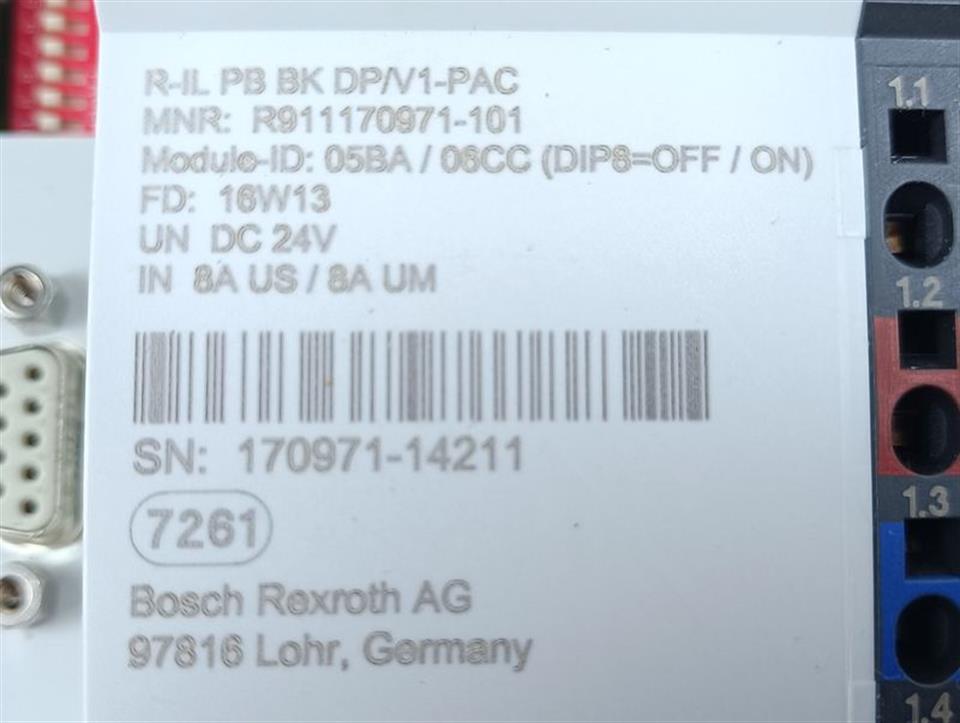 R-IL PB BK DP/V1-PAC
MNR: R911170971-101
Module-ID: 05BA / 06CC (DIP8=OFF / ON)
FD: 16W13
UN DC 24V
IN 8A US / 8A UM
SN: 170971-14211
7261
Bosch Rexroth AG
97816 Lohr, Germany
1.1
1.2
1.3
1.4